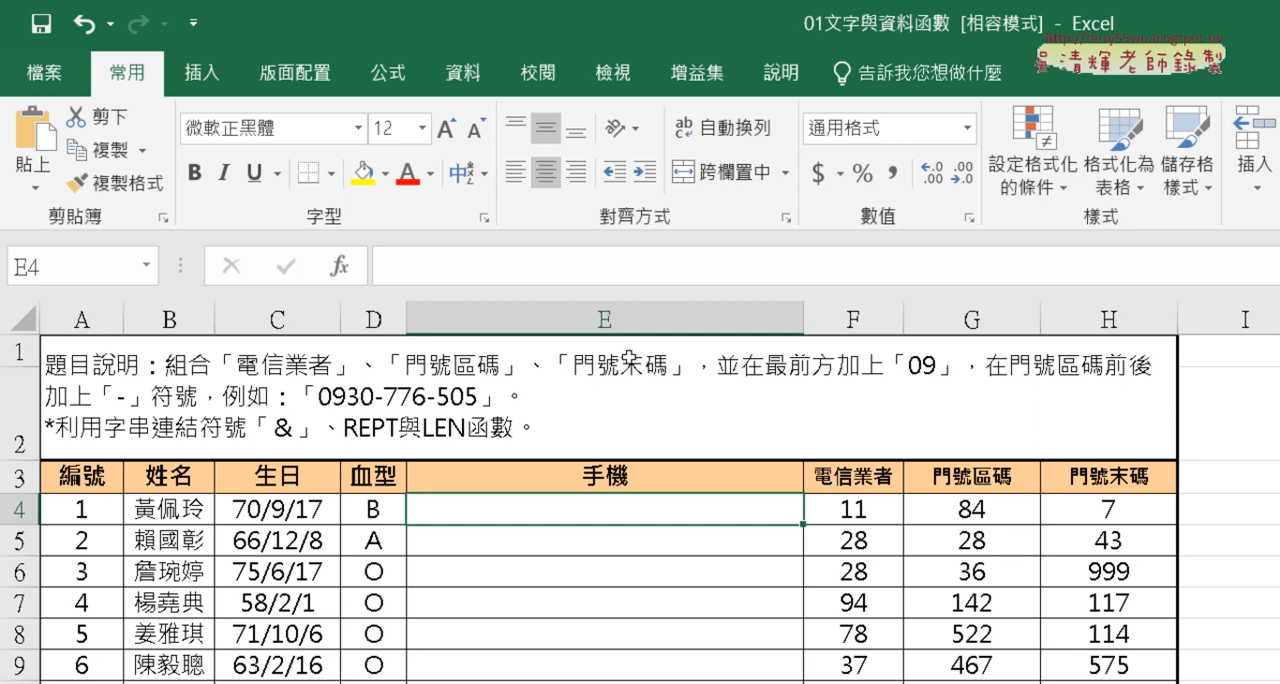 01文字與資料函數 [相容模式] - Excel
http://terry55wu.blogspot.tw
吳清輝老師錄製
檔案 常用 插入 版面配置 公式 資料 校閱 檢視 增益集 說明 告訴我您想做什麼
剪下 微軟正黑體 12 自動換列 通用格式
貼上 複製 設定格式化的條件 格式化為表格 儲存格樣式 插入
複製格式 B I U A 中 跨欄置中 $ % , .00 .0
剪貼簿 字型 對齊方式 數值 樣式
E4 fx
A B C D E F G H I
1 題目說明：組合「電信業者」、「門號區碼」、「門號末碼」，並在最前方加上「09」，在門號區碼前後
加上「-」符號，例如：「0930-776-505」。
2 *利用字串連結符號「&」、REPT與LEN函數。
3 編號 姓名 生日 血型 手機 電信業者 門號區碼 門號末碼
4 1 黃佩玲 70/9/17 B 11 84 7
5 2 賴國彰 66/12/8 A 28 28 43
6 3 詹琬婷 75/6/17 O 28 36 999
7 4 楊堯典 58/2/1 O 94 142 117
8 5 姜雅琪 71/10/6 O 78 522 114
9 6 陳毅聰 63/2/16 O 37 467 575